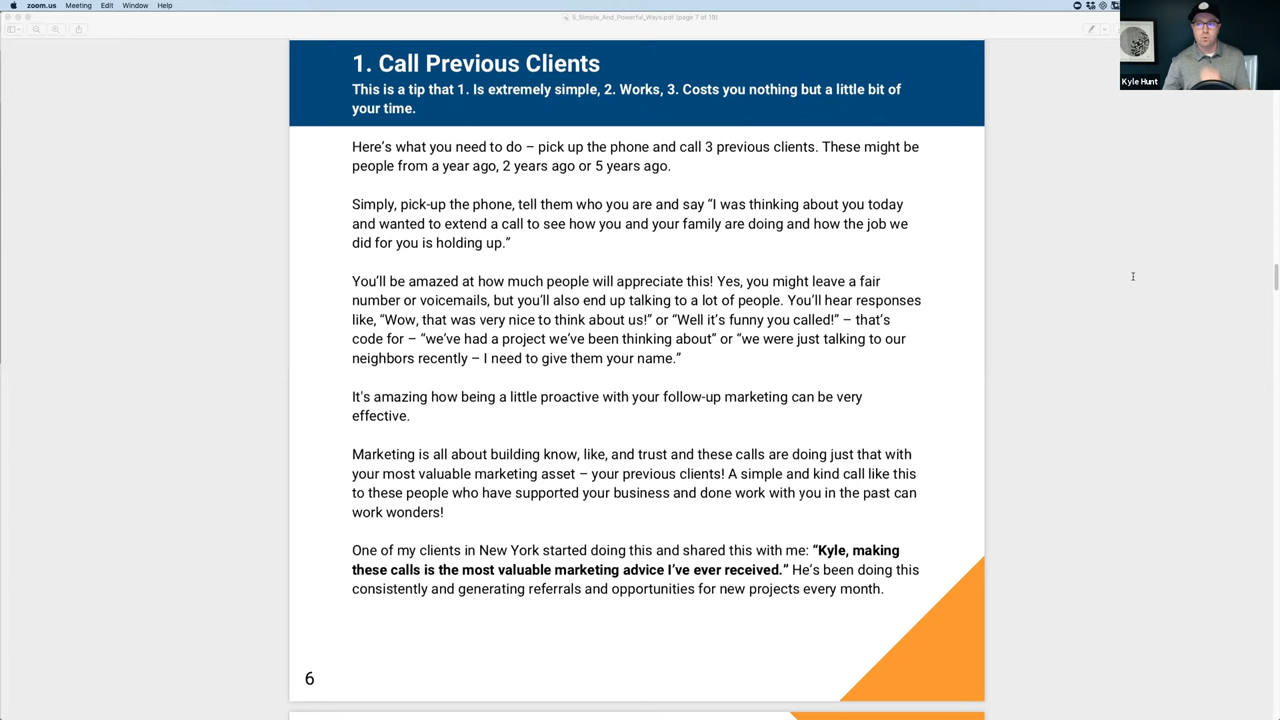 zoom.us Meeting Edit Window Help
5_Simple_And_Powerful_Ways.pdf (page 7 of 19)
Kyle Hunt
1. Call Previous Clients
This is a tip that 1. Is extremely simple, 2. Works, 3. Costs you nothing but a little bit of
your time.
Here’s what you need to do – pick up the phone and call 3 previous clients. These might be
people from a year ago, 2 years ago or 5 years ago.
Simply, pick-up the phone, tell them who you are and say “I was thinking about you today
and wanted to extend a call to see how you and your family are doing and how the job we
did for you is holding up.”
You’ll be amazed at how much people will appreciate this! Yes, you might leave a fair
number or voicemails, but you’ll also end up talking to a lot of people. You’ll hear responses
like, “Wow, that was very nice to think about us!” or “Well it’s funny you called!” – that’s
code for – “we’ve had a project we’ve been thinking about” or “we were just talking to our
neighbors recently – I need to give them your name.”
It's amazing how being a little proactive with your follow-up marketing can be very
effective.
Marketing is all about building know, like, and trust and these calls are doing just that with
your most valuable marketing asset – your previous clients! A simple and kind call like this
to these people who have supported your business and done work with you in the past can
work wonders!
One of my clients in New York started doing this and shared this with me: “Kyle, making
these calls is the most valuable marketing advice I’ve ever received.” He’s been doing this
consistently and generating referrals and opportunities for new projects every month.
6